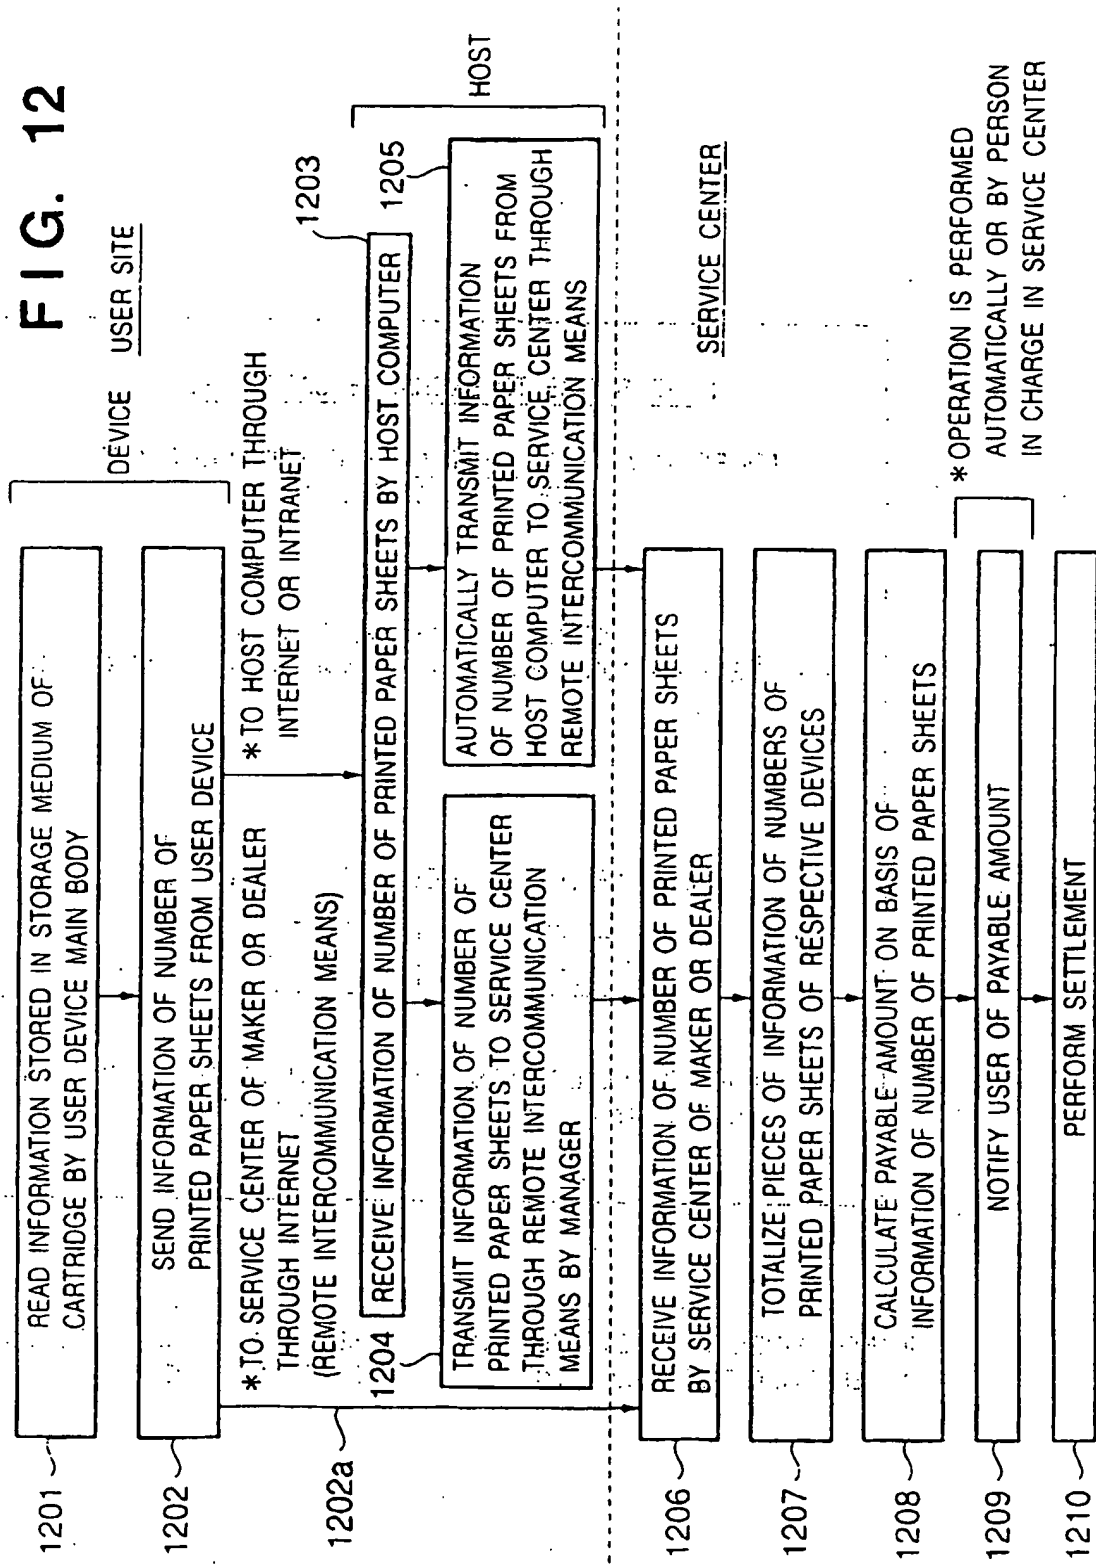 FIG. 12
USER SITE
DEVICE
1201
READ INFORMATION STORED IN STORAGE MEDIUM OF
CARTRIDGE BY USER DEVICE MAIN BODY
1202
SEND INFORMATION OF NUMBER OF
PRINTED PAPER SHEETS FROM USER DEVICE
*TO SERVICE CENTER OF MAKER OR DEALER
THROUGH INTERNET
(REMOTE INTERCOMMUNICATION MEANS)
*TO HOST COMPUTER THROUGH
INTERNET OR INTRANET
1202a
1203
RECEIVE INFORMATION OF NUMBER OF PRINTED PAPER SHEETS BY HOST COMPUTER
HOST
1204
TRANSMIT INFORMATION OF NUMBER OF
PRINTED PAPER SHEETS TO SERVICE CENTER
THROUGH REMOTE INTERCOMMUNICATION
MEANS BY MANAGER
1205
AUTOMATICALLY TRANSMIT INFORMATION
OF NUMBER OF PRINTED PAPER SHEETS FROM
HOST COMPUTER TO SERVICE CENTER THROUGH
REMOTE INTERCOMMUNICATION MEANS
SERVICE CENTER
1206
RECEIVE INFORMATION OF NUMBER OF PRINTED PAPER SHEETS
BY SERVICE CENTER OF MAKER OR DEALER
1207
TOTALIZE PIECES OF INFORMATION OF NUMBERS OF
PRINTED PAPER SHEETS OF RESPECTIVE DEVICES
1208
CALCULATE PAYABLE AMOUNT ON BASIS OF
INFORMATION OF NUMBER OF PRINTED PAPER SHEETS
*OPERATION IS PERFORMED
AUTOMATICALLY OR BY PERSON
IN CHARGE IN SERVICE CENTER
1209
NOTIFY USER OF PAYABLE AMOUNT
1210
PERFORM SETTLEMENT